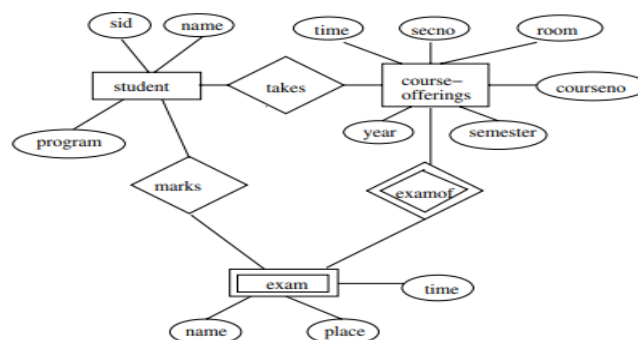 sid
name
time
secno
room
student
takes
course-
offerings
courseno
program
year
semester
marks
examof
exam
time
name
place